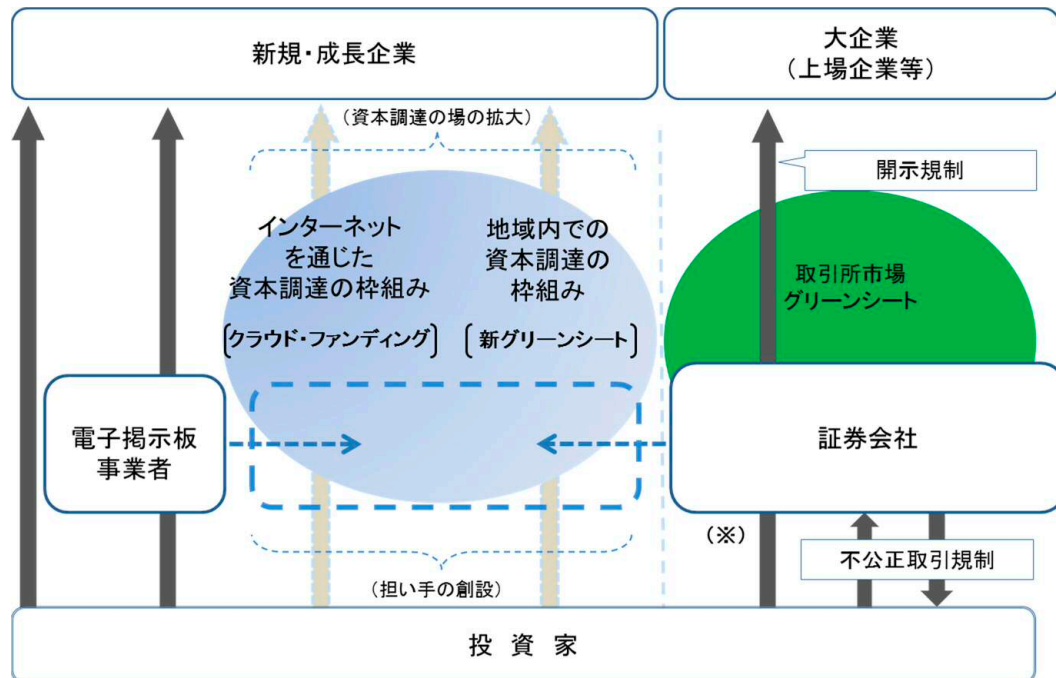 新規・成長企業
大企業
（上場企業等）
（資本調達の場の拡大）
開示規制
インターネット
を通じた
資本調達の枠組み
〔クラウド・ファンディング〕
地域内での
資本調達の
枠組み
〔新グリーンシート〕
取引所市場
グリーンシート
電子掲示板
事業者
証券会社
（※）
不公正取引規制
（担い手の創設）
投 資 家